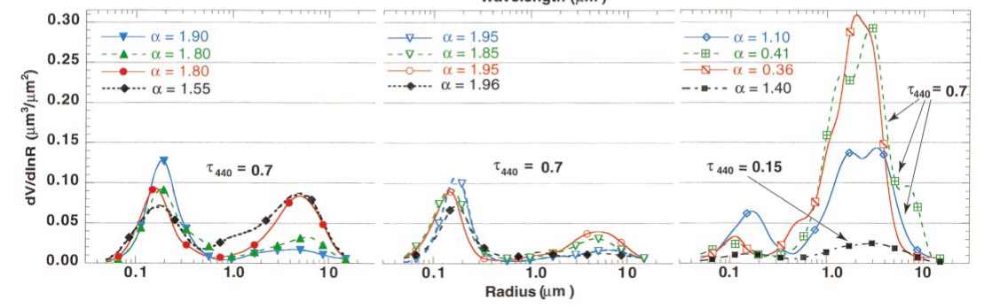 wavelength (μm )
dV/dlnR (μm³/μm²)
0.30
0.25
0.20
0.15
0.10
0.05
0.00
α = 1.90
α = 1.80
α = 1.80
α = 1.55
τ440 = 0.7
0.1
1.0
10
α = 1.95
α = 1.85
α = 1.95
α = 1.96
τ440 = 0.7
0.1
1.0
10
α = 1.10
α = 0.41
α = 0.36
α = 1.40
τ440 = 0.7
τ440 = 0.15
0.1
1.0
10
Radius (μm )